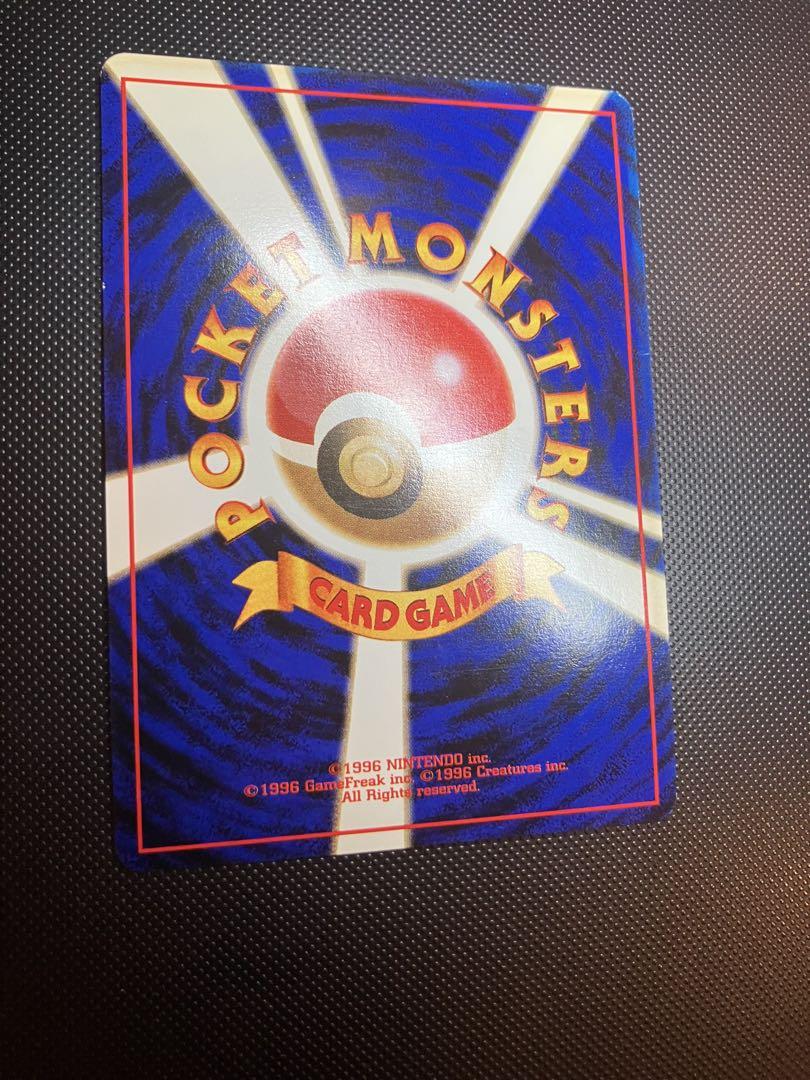 POCKET MONSTERS
CARD GAME
©1996 NINTENDO inc.
©1996 GameFreak inc. ©1996 Creatures inc.
All Rights reserved.